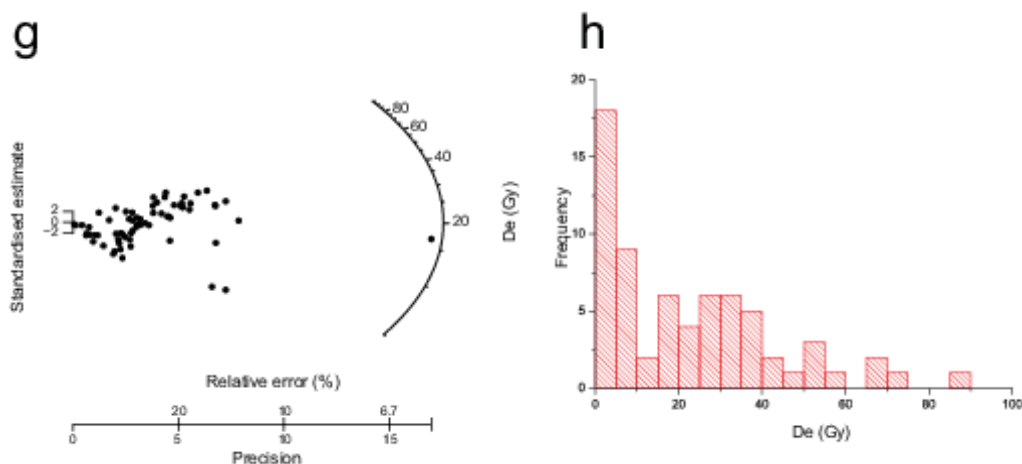 g
Standardised estimate
2
0
−2
80
60
40
20
De (Gy)
Relative error (%)
20 10 6.7
0 5 10 15
Precision
h
Frequency
20
15
10
5
0
0 20 40 60 80 100
De (Gy)